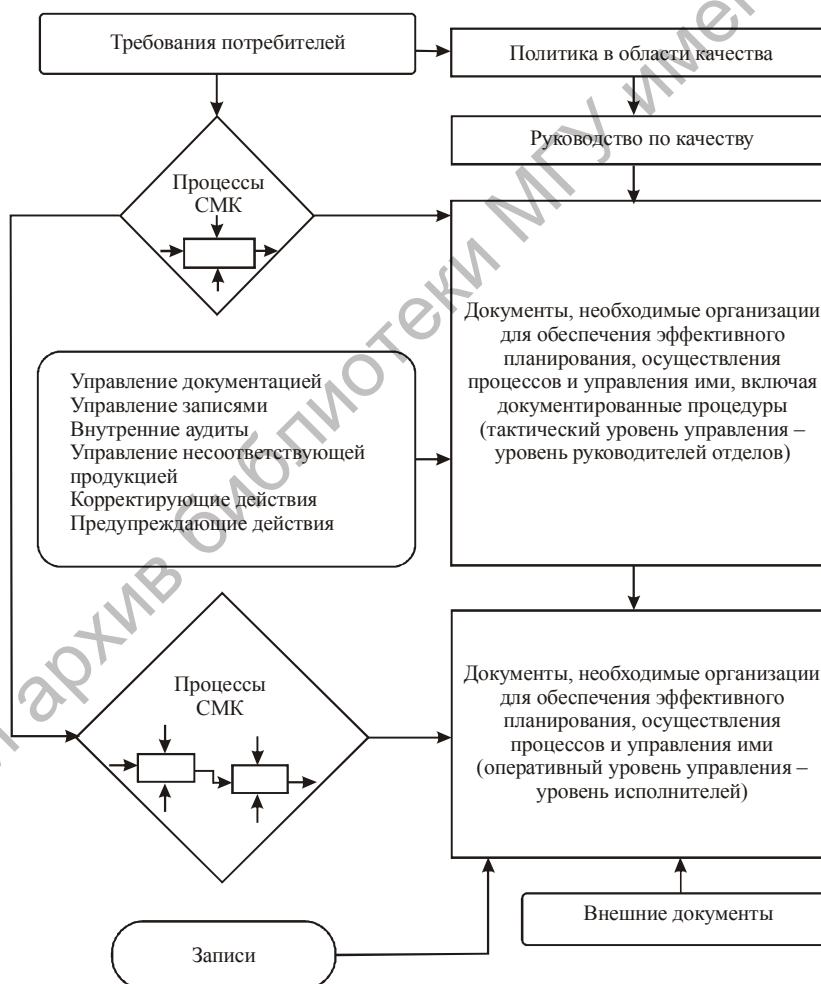 Требования потребителей
Политика в области качества
Руководство по качеству
Процессы
СМК
Документы, необходимые организации
для обеспечения эффективного
планирования, осуществления
процессов и управления ими, включая
документированные процедуры
(тактический уровень управления –
уровень руководителей отделов)
Управление документацией
Управление записями
Внутренние аудиты
Управление несоответствующей
продукцией
Корректирующие действия
Предупреждающие действия
Процессы
СМК
Документы, необходимые организации
для обеспечения эффективного
планирования, осуществления
процессов и управления ими
(оперативный уровень управления –
уровень исполнителей)
Внешние документы
Записи
архив библиотеки МГУ